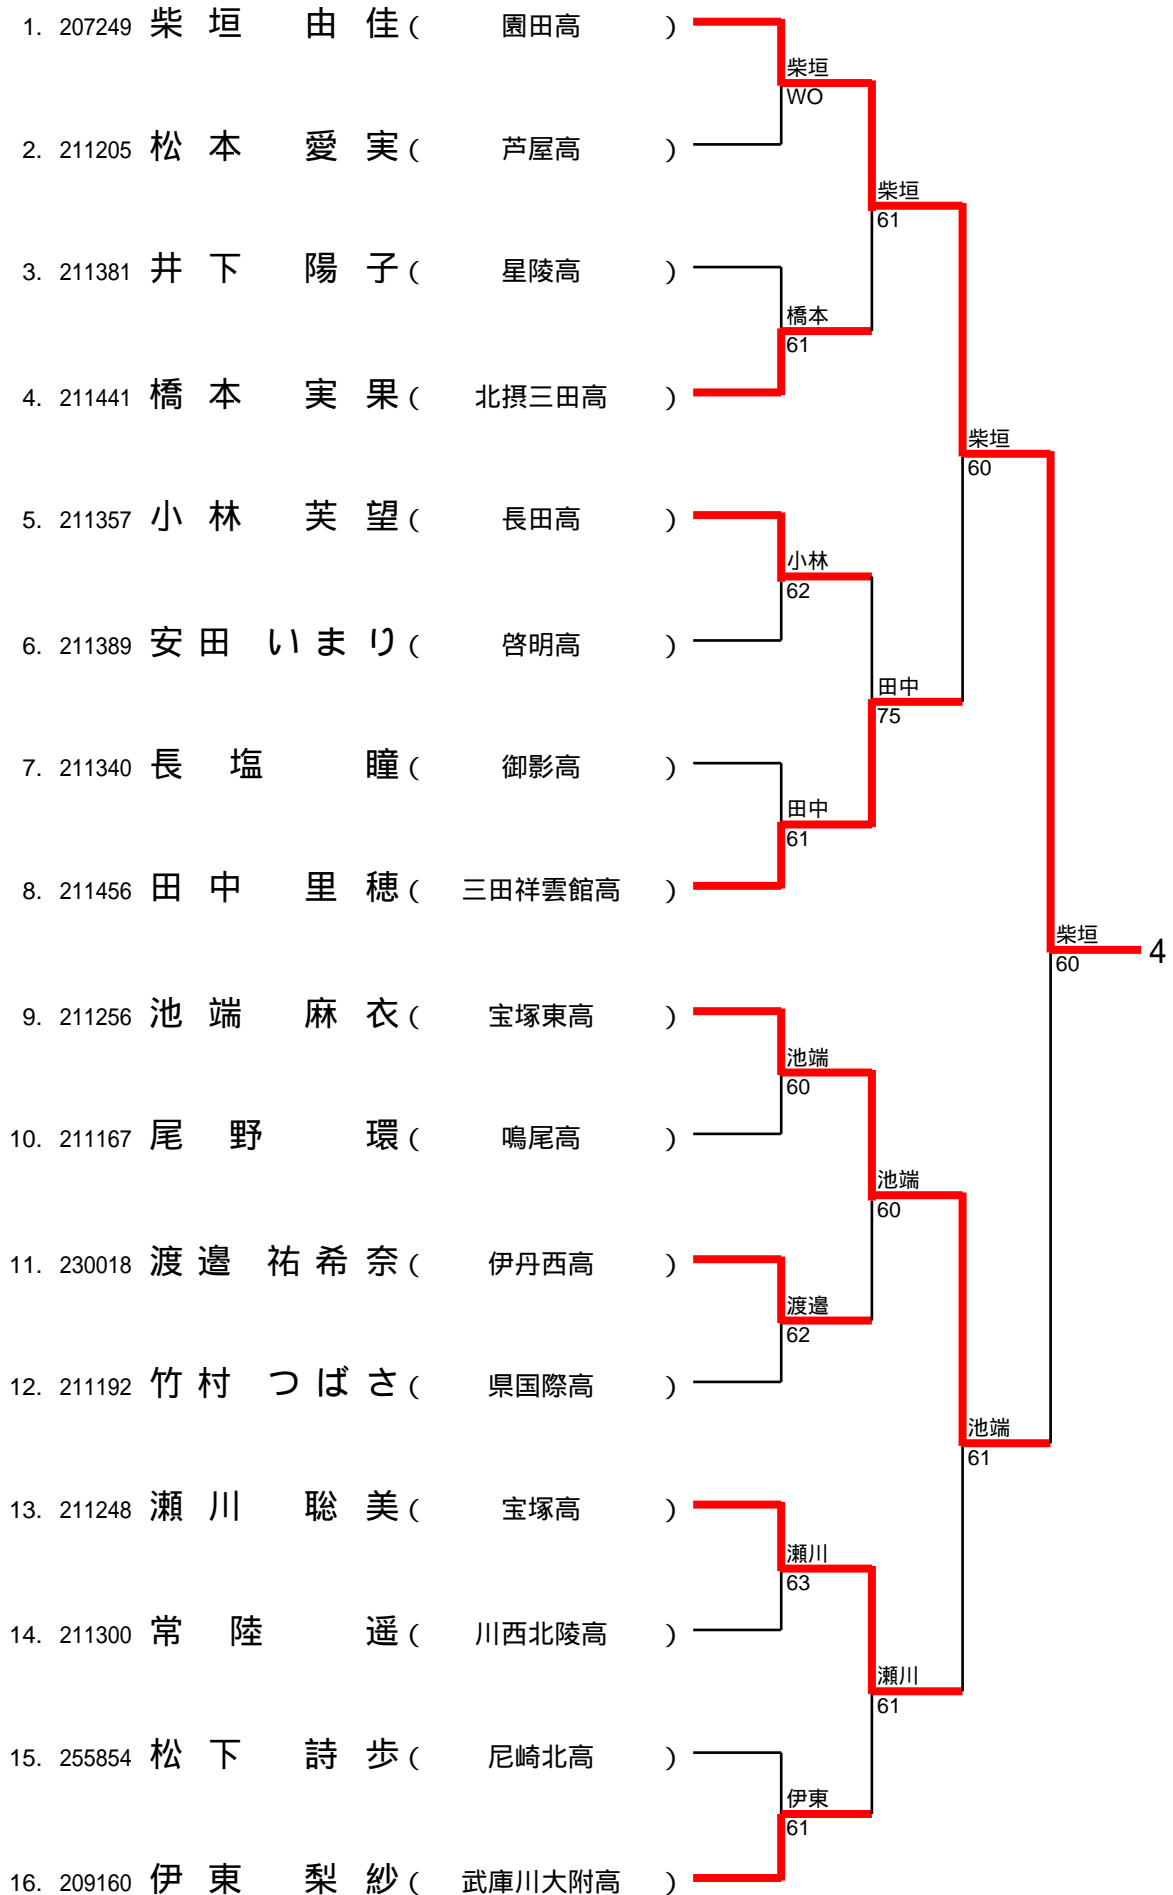 1. 207249 柴垣 由佳 ( 園田高 )
柴垣
WO
2. 211205 松本 愛実 ( 芦屋高 )
柴垣
61
3. 211381 井下 陽子 ( 星陵高 )
橋本
61
4. 211441 橋本 実果 ( 北摂三田高 )
柴垣
60
5. 211357 小林 芙望 ( 長田高 )
小林
62
6. 211389 安田 いまり ( 啓明高 )
田中
75
7. 211340 長塩 瞳 ( 御影高 )
田中
61
8. 211456 田中 里穂 ( 三田祥雲館高 )
柴垣
60
4
9. 211256 池端 麻衣 ( 宝塚東高 )
池端
60
10. 211167 尾野 環 ( 鳴尾高 )
池端
60
11. 230018 渡邉 祐希奈 ( 伊丹西高 )
渡邉
62
12. 211192 竹村 つばさ ( 県国際高 )
池端
61
13. 211248 瀬川 聡美 ( 宝塚高 )
瀬川
63
14. 211300 常陸 遥 ( 川西北陵高 )
瀬川
61
15. 255854 松下 詩歩 ( 尼崎北高 )
伊東
61
16. 209160 伊東 梨紗 ( 武庫川大附高 )